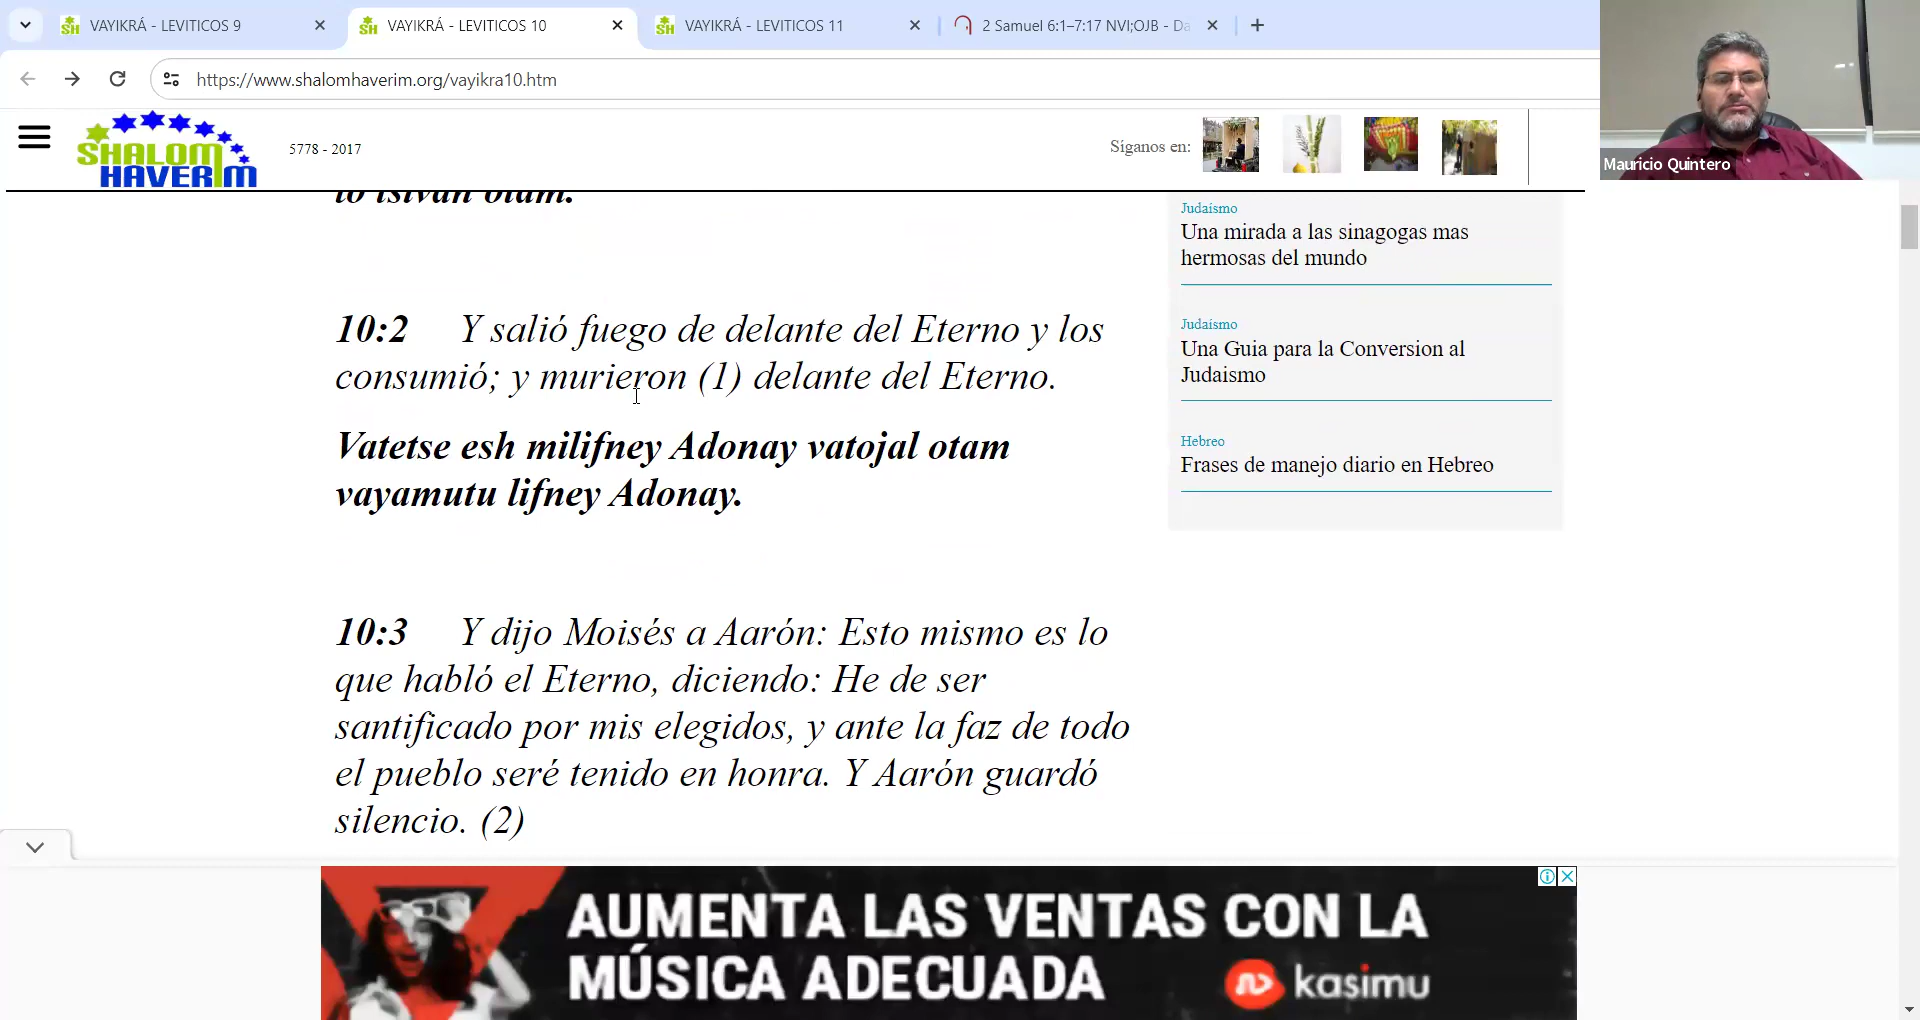 VAYIKRÁ - LEVITICOS 9
VAYIKRÁ - LEVITICOS 10
VAYIKRÁ - LEVITICOS 11
2 Samuel 6:1–7:17 NVI;OJB - Da
https://www.shalomhaverim.org/vayikra10.htm
SHALOM
HAVERIM
5778 - 2017
Síganos en:
Mauricio Quintero
lo tsivah otam.
10:2 Y salió fuego de delante del Eterno y los
consumió; y murieron (1) delante del Eterno.
Vatetse esh milifney Adonay vatojal otam
vayamutu lifney Adonay.
10:3 Y dijo Moisés a Aarón: Esto mismo es lo
que habló el Eterno, diciendo: He de ser
santificado por mis elegidos, y ante la faz de todo
el pueblo seré tenido en honra. Y Aarón guardó
silencio. (2)
Judaísmo
Una mirada a las sinagogas mas
hermosas del mundo
Judaísmo
Una Guia para la Conversion al
Judaismo
Hebreo
Frases de manejo diario en Hebreo
AUMENTA LAS VENTAS CON LA
MÚSICA ADECUADA
kasimu